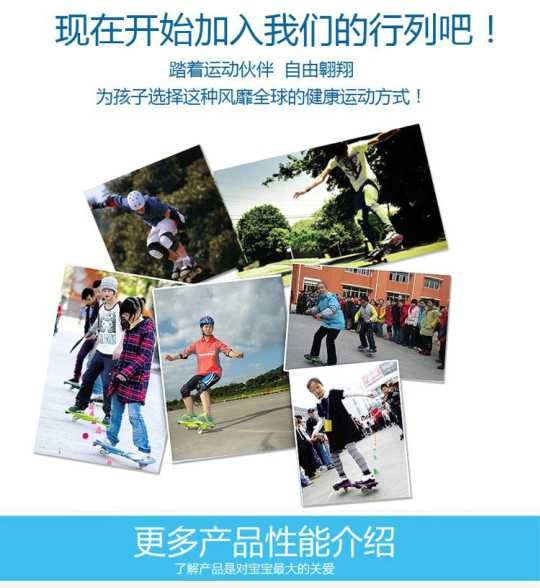 现在开始加入我们的行列吧！
踏着运动伙伴 自由翱翔
为孩子选择这种风靡全球的健康运动方式！
更多产品性能介绍
了解产品是对宝宝最大的关爱